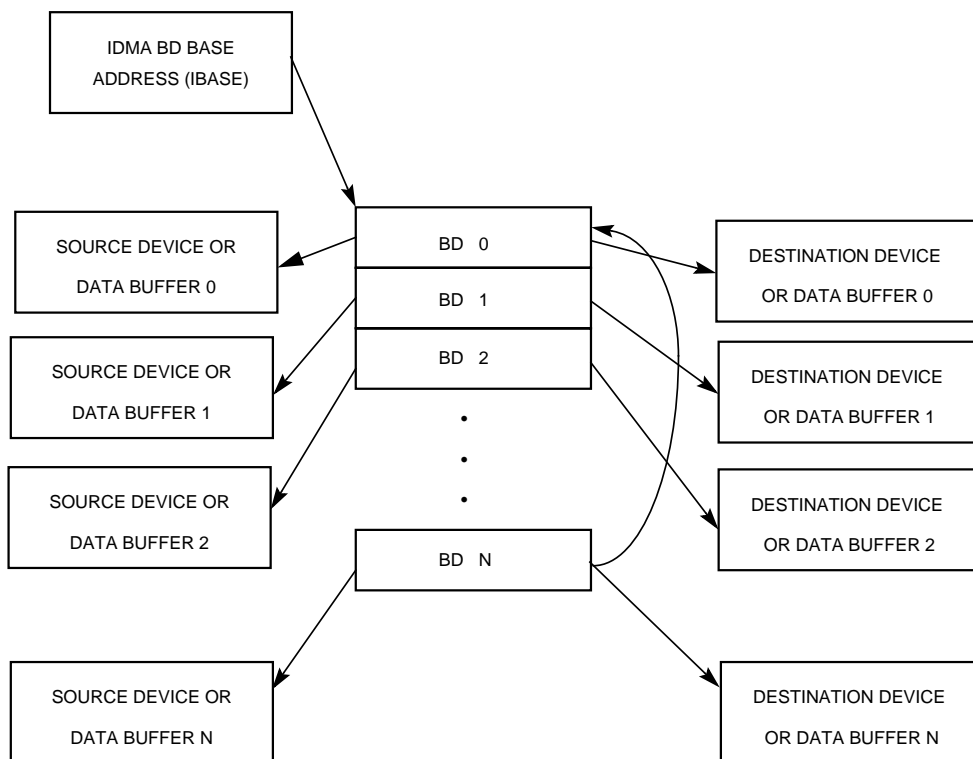 IDMA BD BASE
ADDRESS (IBASE)
SOURCE DEVICE OR
DATA BUFFER 0
BD 0
DESTINATION DEVICE
OR DATA BUFFER 0
BD 1
SOURCE DEVICE OR
DATA BUFFER 1
BD 2
DESTINATION DEVICE
OR DATA BUFFER 1
SOURCE DEVICE OR
DATA BUFFER 2
DESTINATION DEVICE
OR DATA BUFFER 2
BD N
SOURCE DEVICE OR
DATA BUFFER N
DESTINATION DEVICE
OR DATA BUFFER N